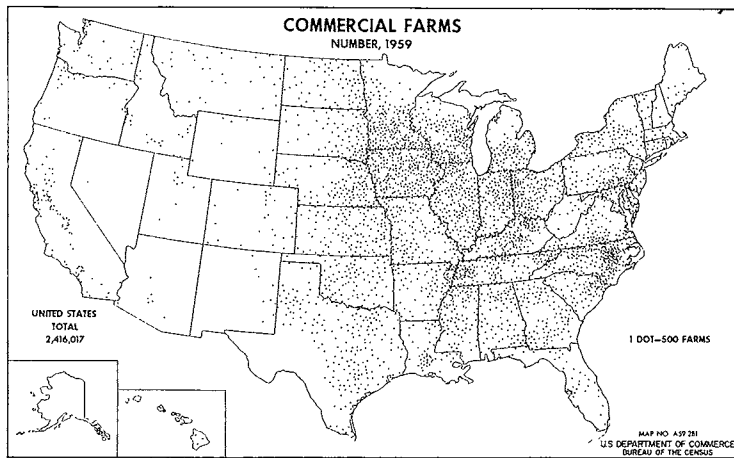 COMMERCIAL FARMS
NUMBER, 1959
UNITED STATES
TOTAL
2,416,017
1 DOT=500 FARMS
MAP NO. A59 281
U.S DEPARTMENT OF COMMERCE
BUREAU OF THE CENSUS